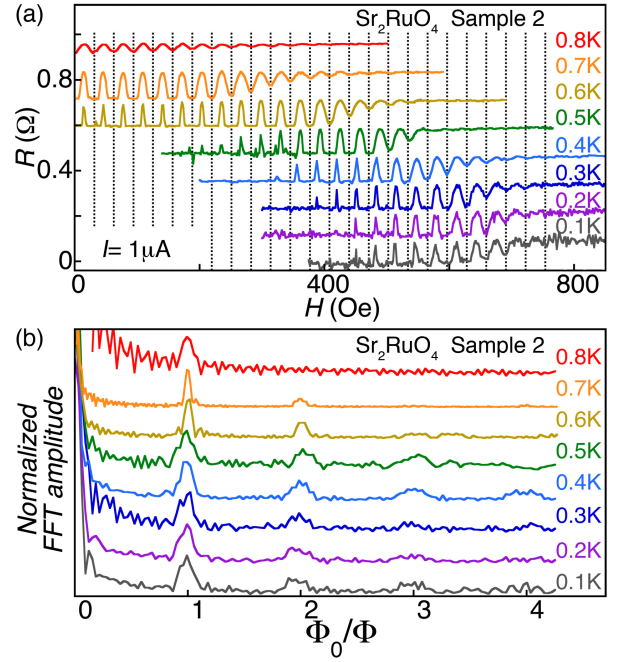 (a)
Sr₂RuO₄ Sample 2
0.8K
0.7K
0.6K
0.5K
0.4K
0.3K
0.2K
0.1K
0.8
0.4
0
R (Ω)
I= 1μA
0 400 800
H (Oe)
(b)
Sr₂RuO₄ Sample 2
0.8K
0.7K
0.6K
0.5K
0.4K
0.3K
0.2K
0.1K
Normalized
FFT amplitude
0 1 2 3 4
Φ₀/Φ